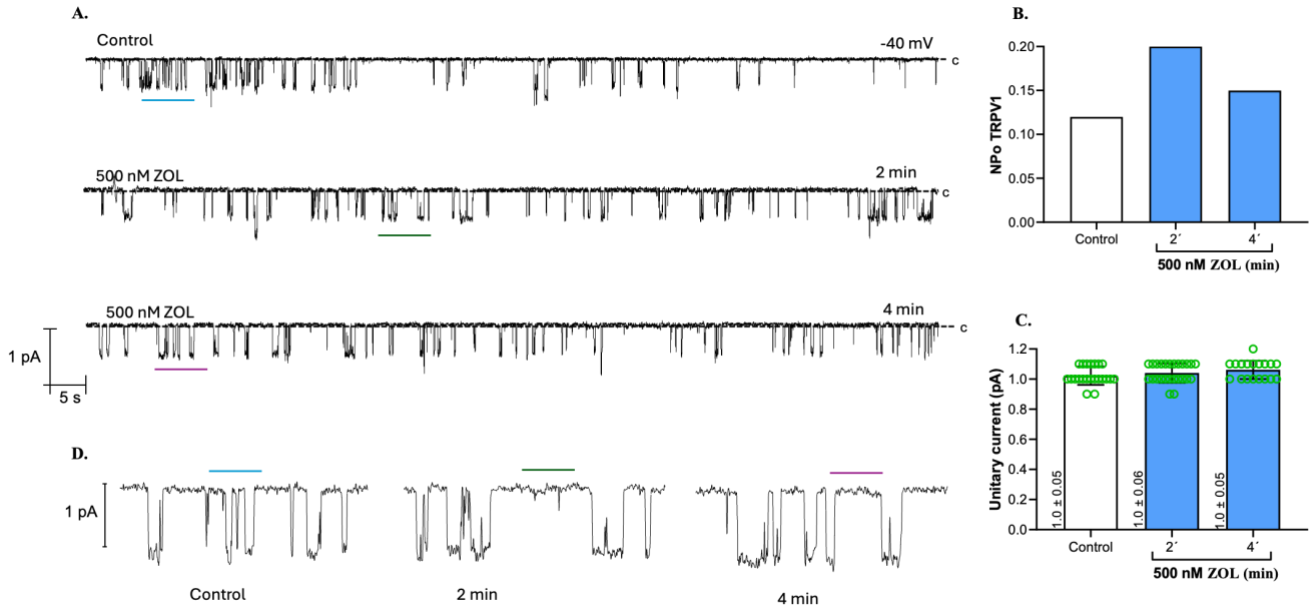 A.
Control
-40 mV
c
500 nM ZOL
2 min
c
500 nM ZOL
4 min
c
1 pA
5 s
B.
NPo TRPV1
0.20
0.15
0.10
0.05
0.00
Control
2´
4´
500 nM ZOL (min)
C.
Unitary current (pA)
1.2
1.0
0.8
0.6
0.4
0.2
0.0
1.0 ± 0.05
1.0 ± 0.06
1.0 ± 0.05
Control
2´
4´
500 nM ZOL (min)
D.
1 pA
Control
2 min
4 min